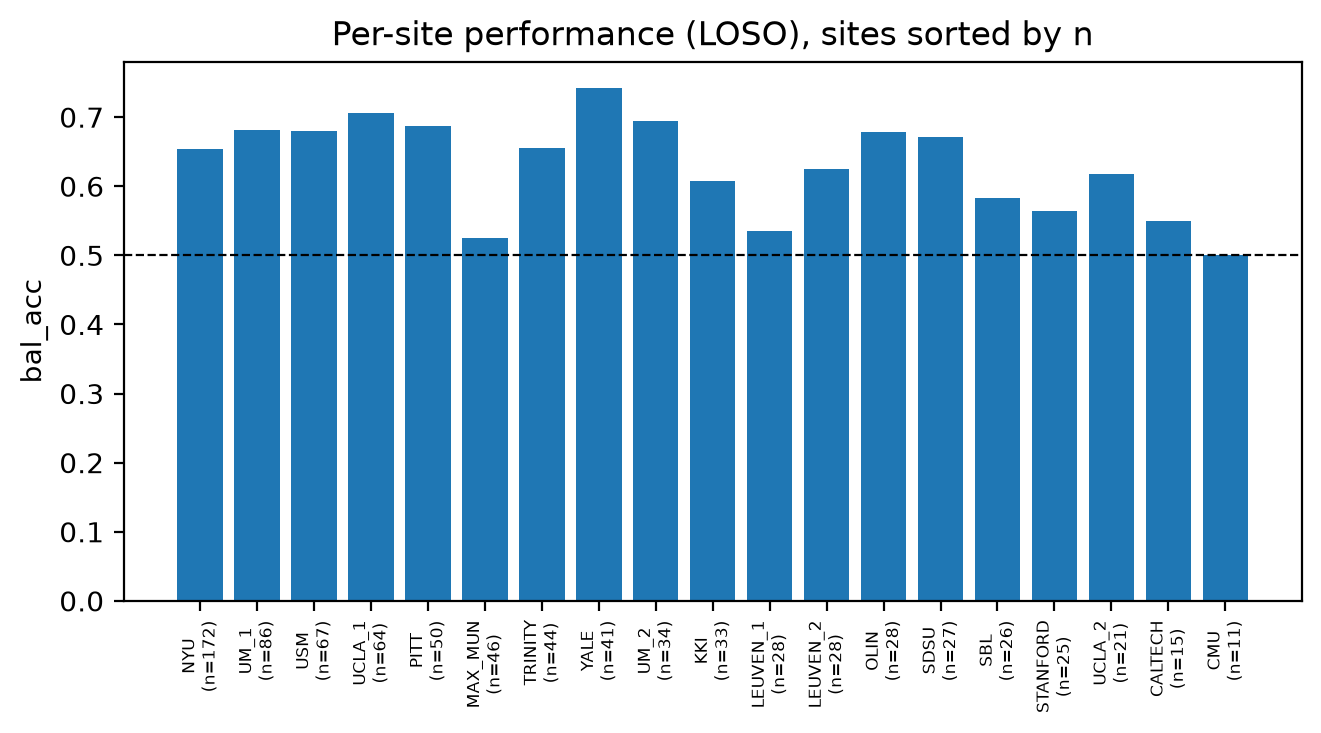 Per-site performance (LOSO), sites sorted by n
bal_acc
0.7
0.6
0.5
0.4
0.3
0.2
0.1
0.0
NYU
(n=172)
UM_1
(n=86)
USM
(n=67)
UCLA_1
(n=64)
PITT
(n=50)
MAX_MUN
(n=46)
TRINITY
(n=44)
YALE
(n=41)
UM_2
(n=34)
KKI
(n=33)
LEUVEN_1
(n=28)
LEUVEN_2
(n=28)
OLIN
(n=28)
SDSU
(n=27)
SBL
(n=26)
STANFORD
(n=25)
UCLA_2
(n=21)
CALTECH
(n=15)
CMU
(n=11)